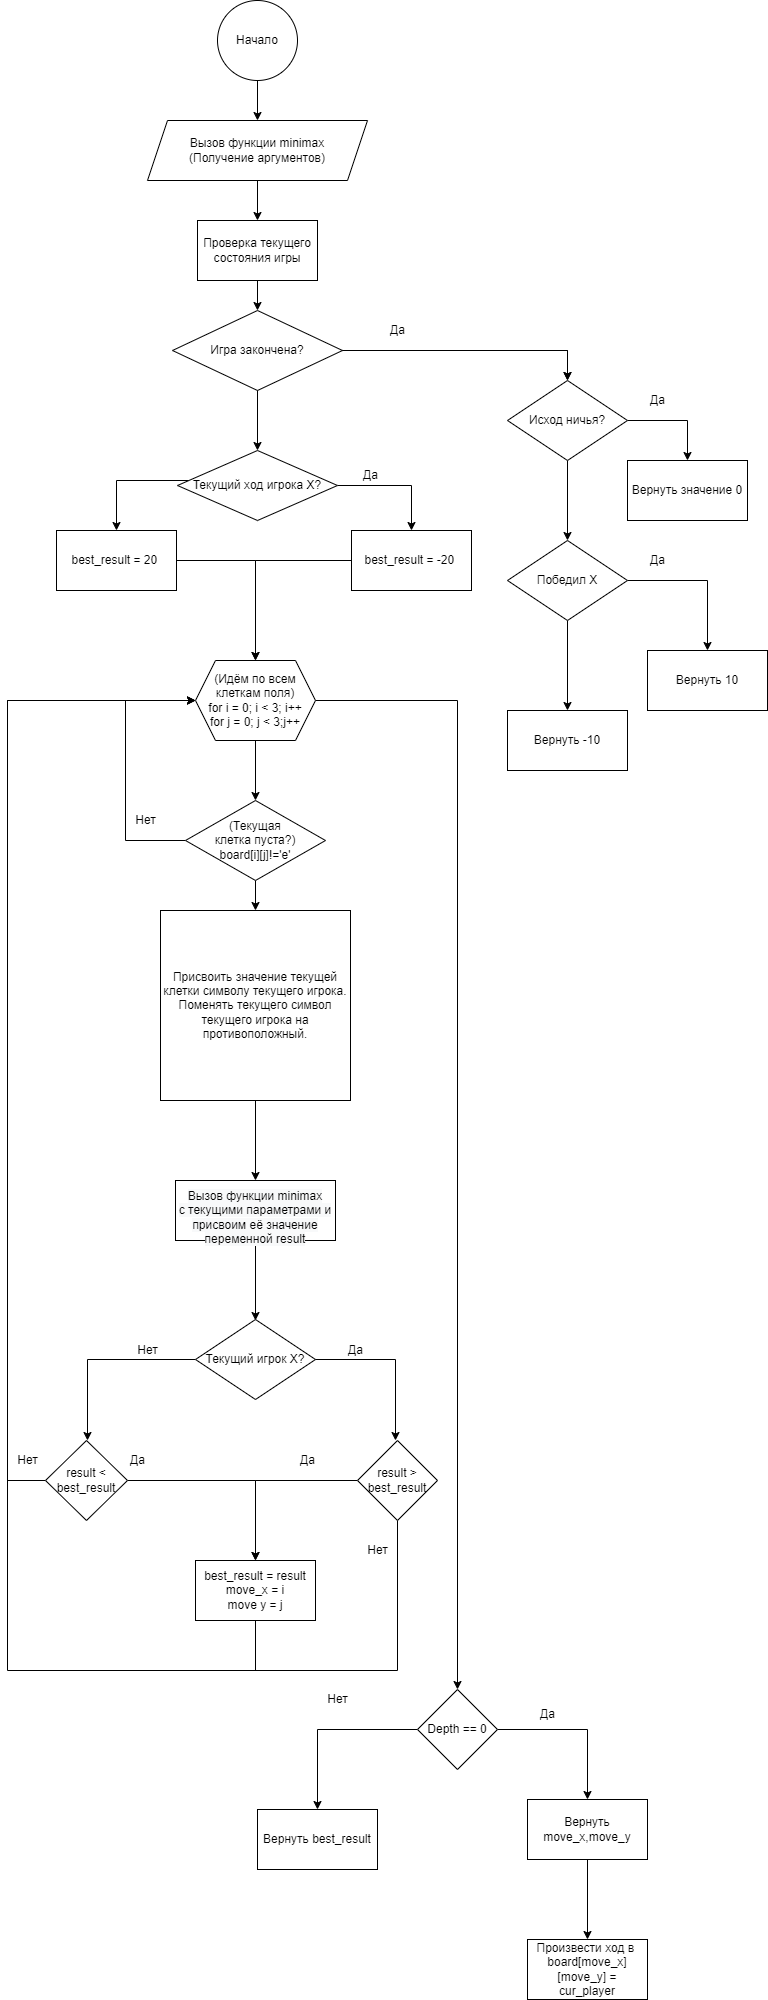 Начало
Вызов функции minimax
(Получение аргументов)
Проверка текущего
состояния игры
Игра закончена?
Да
Исход ничья?
Да
Вернуть значение 0
Текущий ход игрока X?
Да
best_result = 20
best_result = -20
Победил X
Да
Вернуть 10
Вернуть -10
(Идём по всем
клеткам поля)
for i = 0; i < 3; i++
for j = 0; j < 3;j++
Нет
(Текущая
клетка пуста?)
board[i][j]!='e'
Присвоить значение текущей
клетки символу текущего игрока.
Поменять текущего символ
текущего игрока на
противоположный.
Вызов функции minimax
с текущими параметрами и
присвоим её значение
переменной result
Нет
Текущий игрок X?
Да
Нет
result <
best_result
Да
Да
result >
best_result
Нет
best_result = result
move_x = i
move y = j
Нет
Depth == 0
Да
Вернуть best_result
Вернуть
move_x,move_y
Произвести ход в
board[move_x]
[move_y] =
cur_player